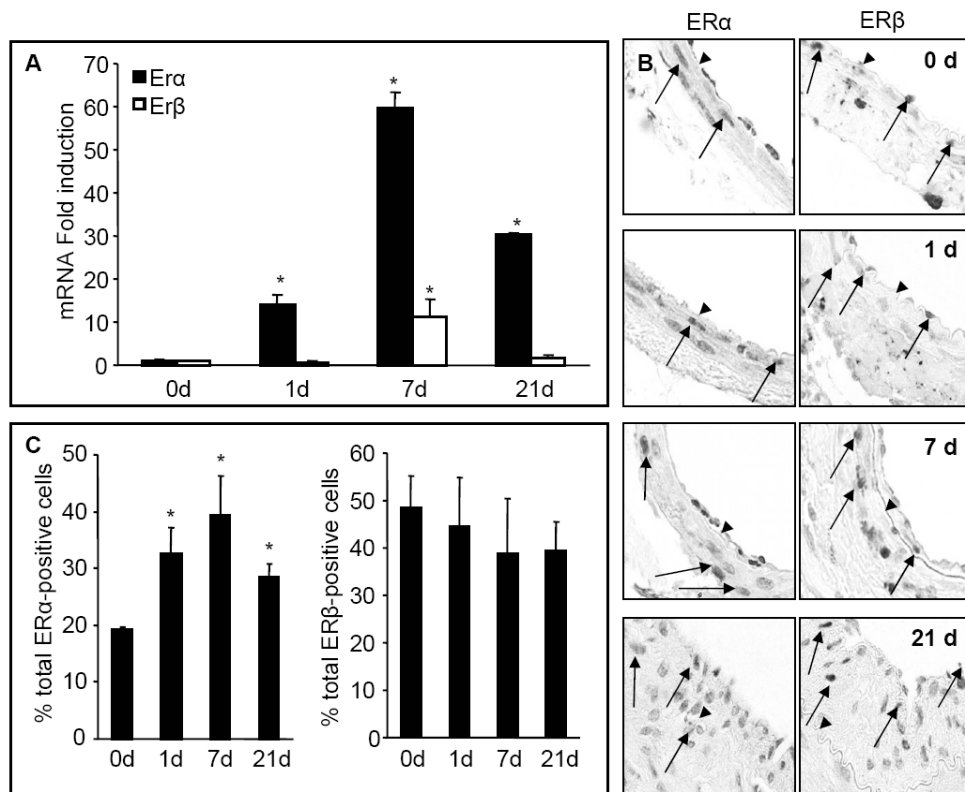 A
mRNA Fold induction
70
60
50
40
30
20
10
0
Erα
Erβ
*
*
*
*
0d
1d
7d
21d
B
ERα
ERβ
0 d
1 d
7 d
21 d
C
% total ERα-positive cells
50
40
30
20
10
0
*
*
*
0d
1d
7d
21d
% total ERβ-positive cells
60
50
40
30
20
10
0
0d
1d
7d
21d